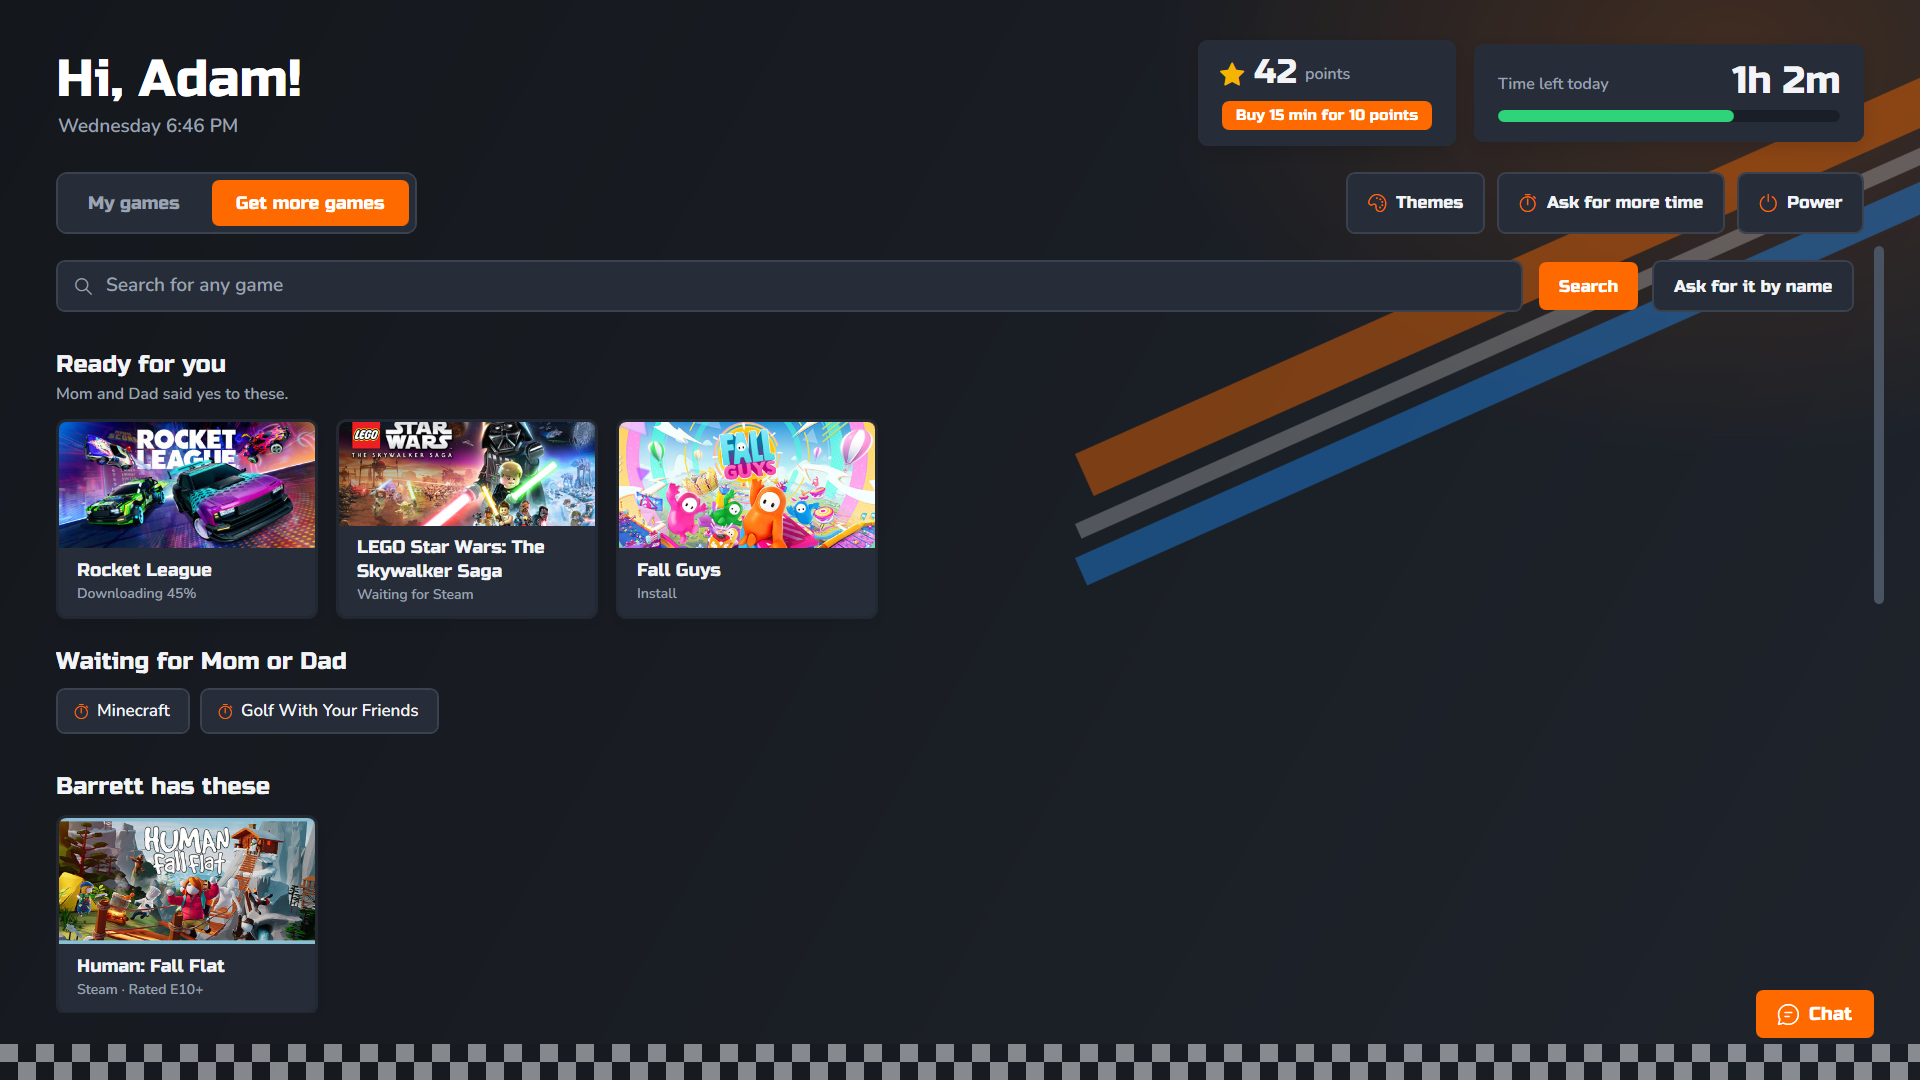 Hi, Adam!
Wednesday 6:46 PM
42 points
Buy 15 min for 10 points
Time left today
1h 2m
My games
Get more games
Themes
Ask for more time
Power
Search for any game
Search
Ask for it by name
Ready for you
Mom and Dad said yes to these.
ROCKET
LEAGUE
Rocket League
Downloading 45%
LEGO STAR
WARS
THE SKYWALKER SAGA
LEGO Star Wars: The
Skywalker Saga
Waiting for Steam
FALL
GUYS
Fall Guys
Install
Waiting for Mom or Dad
Minecraft
Golf With Your Friends
Barrett has these
HUMAN
fall flat
Human: Fall Flat
Steam · Rated E10+
Chat